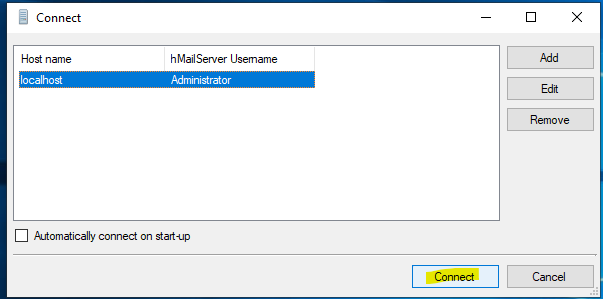 Connect
Host name hMailServer Username
localhost Administrator
Add
Edit
Remove
Automatically connect on start-up
Connect Cancel